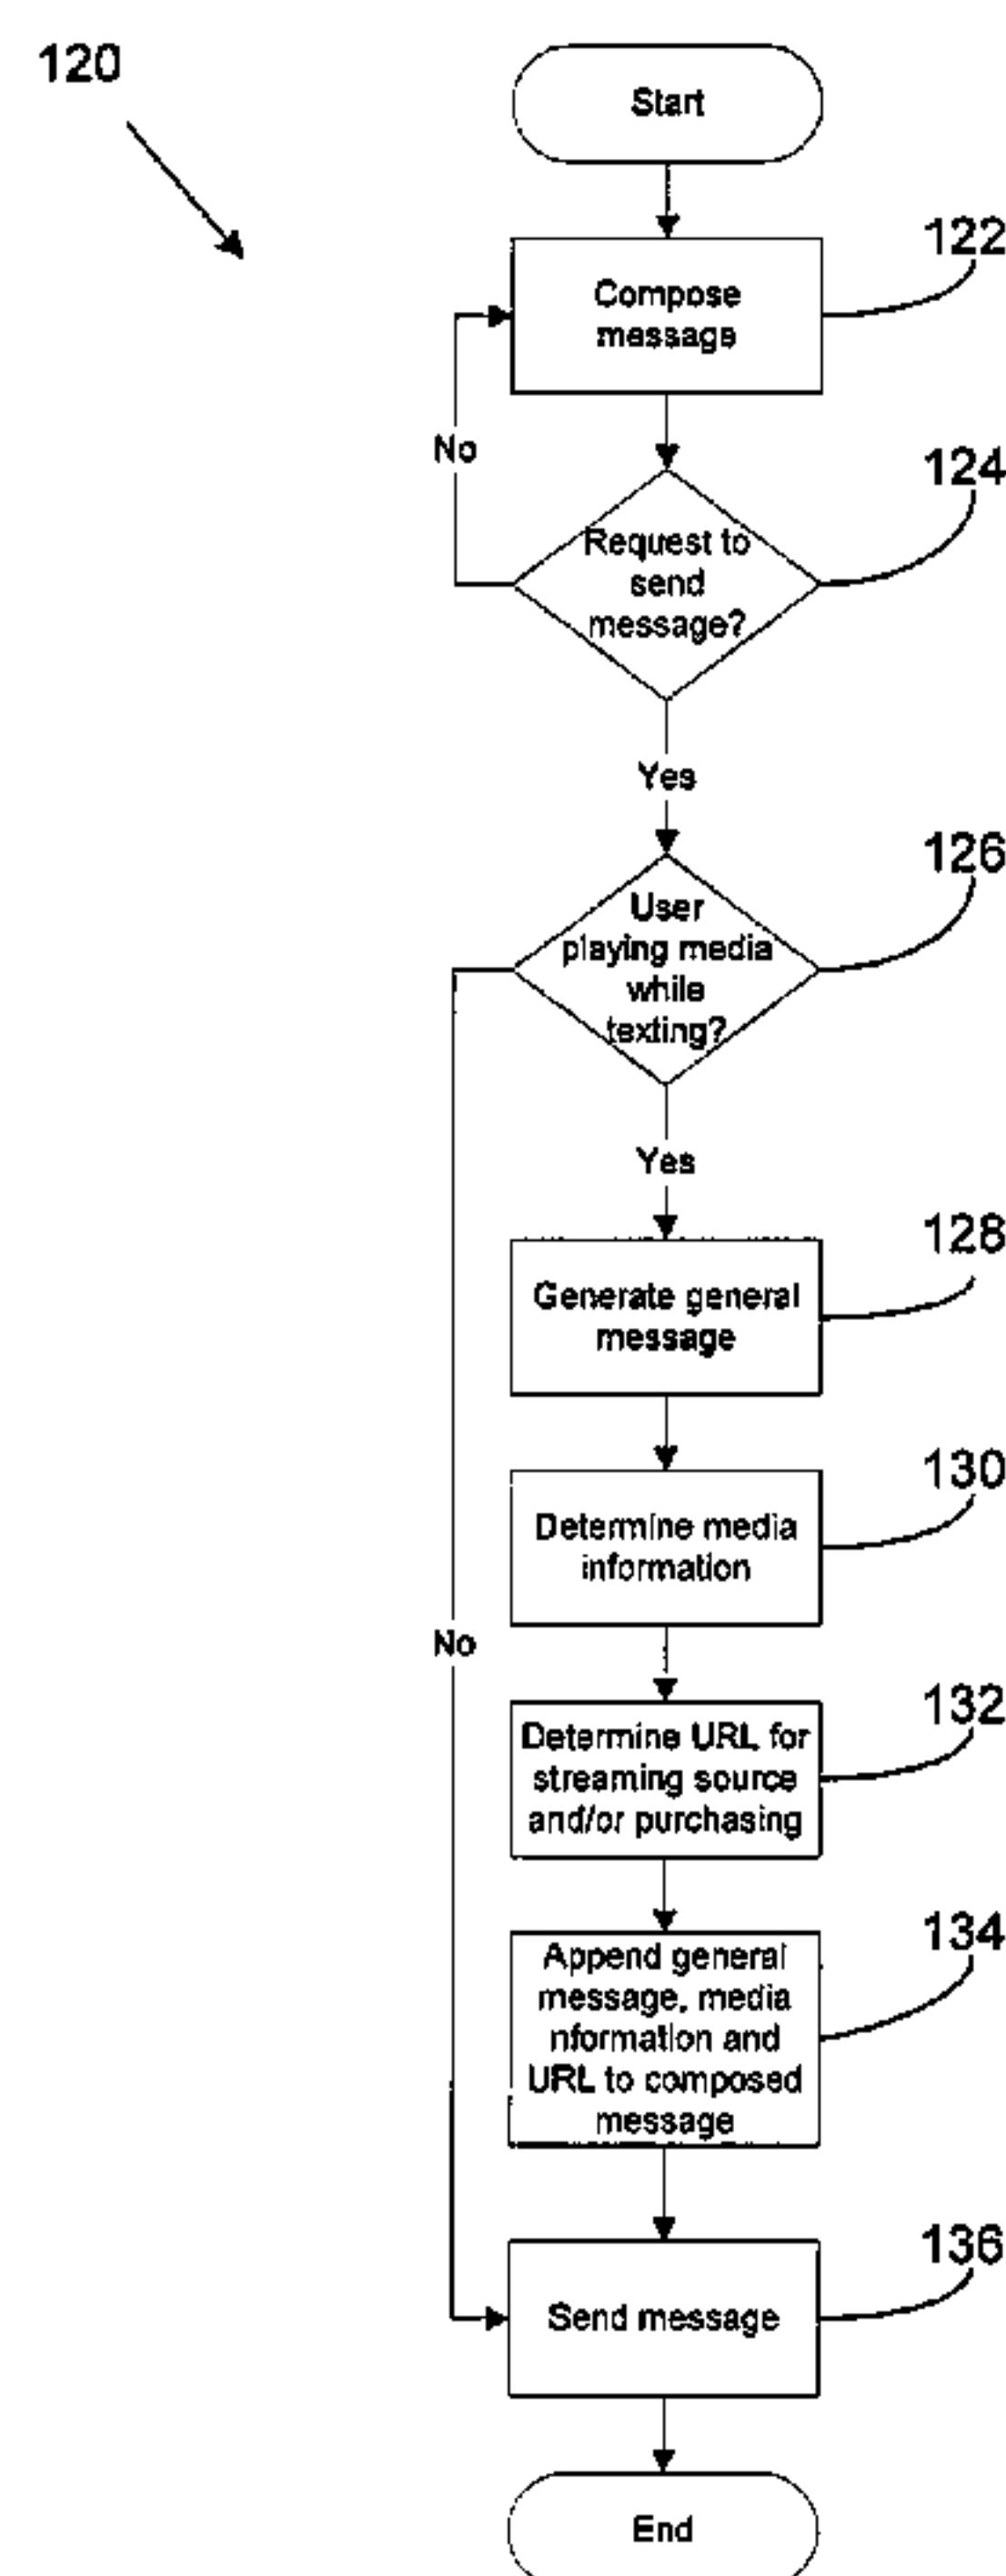 120
Start
122
Compose
message
No
124
Request to
send
message?
Yes
126
User
playing media
while
texting?
Yes
128
Generate general
message
130
Determine media
information
No
132
Determine URL for
streaming source
and/or purchasing
134
Append general
message, media
nformation and
URL to composed
message
136
Send message
End